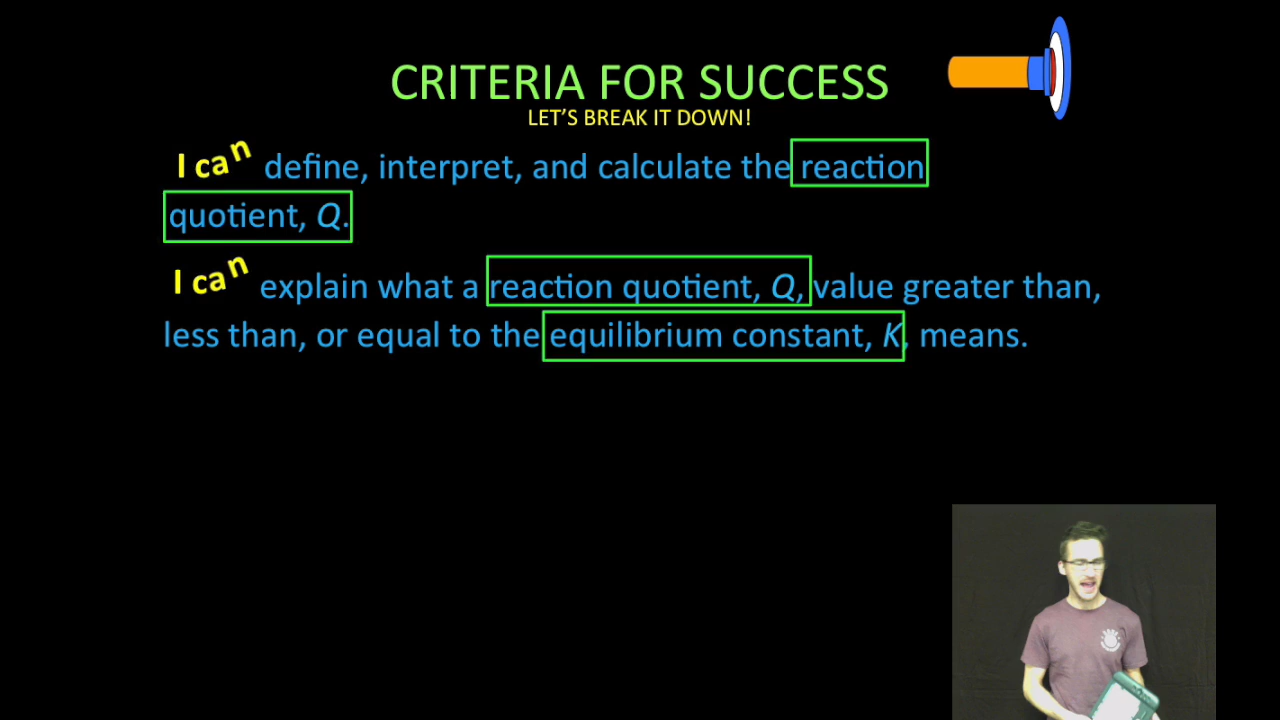 CRITERIA FOR SUCCESS
LET'S BREAK IT DOWN!
I can define, interpret, and calculate the reaction
quotient, Q.
I can explain what a reaction quotient, Q, value greater than,
less than, or equal to the equilibrium constant, K, means.